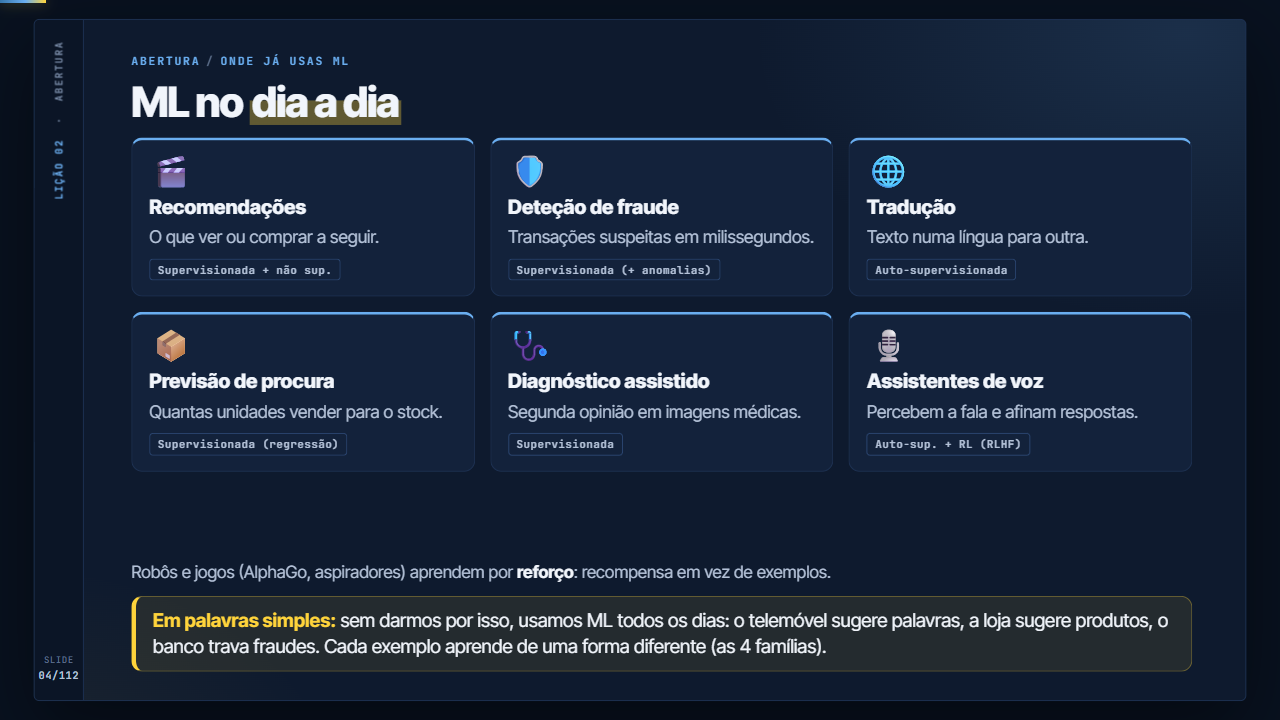 ABERTURA / ONDE JÁ USAS ML
ML no dia a dia
Recomendações
O que ver ou comprar a seguir.
Supervisionada + não sup.
Deteção de fraude
Transações suspeitas em milissegundos.
Supervisionada (+ anomalias)
Tradução
Texto numa língua para outra.
Auto-supervisionada
Previsão de procura
Quantas unidades vender para o stock.
Supervisionada (regressão)
Diagnóstico assistido
Segunda opinião em imagens médicas.
Supervisionada
Assistentes de voz
Percebem a fala e afinam respostas.
Auto-sup. + RL (RLHF)
Robôs e jogos (AlphaGo, aspiradores) aprendem por reforço: recompensa em vez de exemplos.
Em palavras simples: sem darmos por isso, usamos ML todos os dias: o telemóvel sugere palavras, a loja sugere produtos, o
banco trava fraudes. Cada exemplo aprende de uma forma diferente (as 4 famílias).
LIÇÃO 02 · ABERTURA
SLIDE
04/112